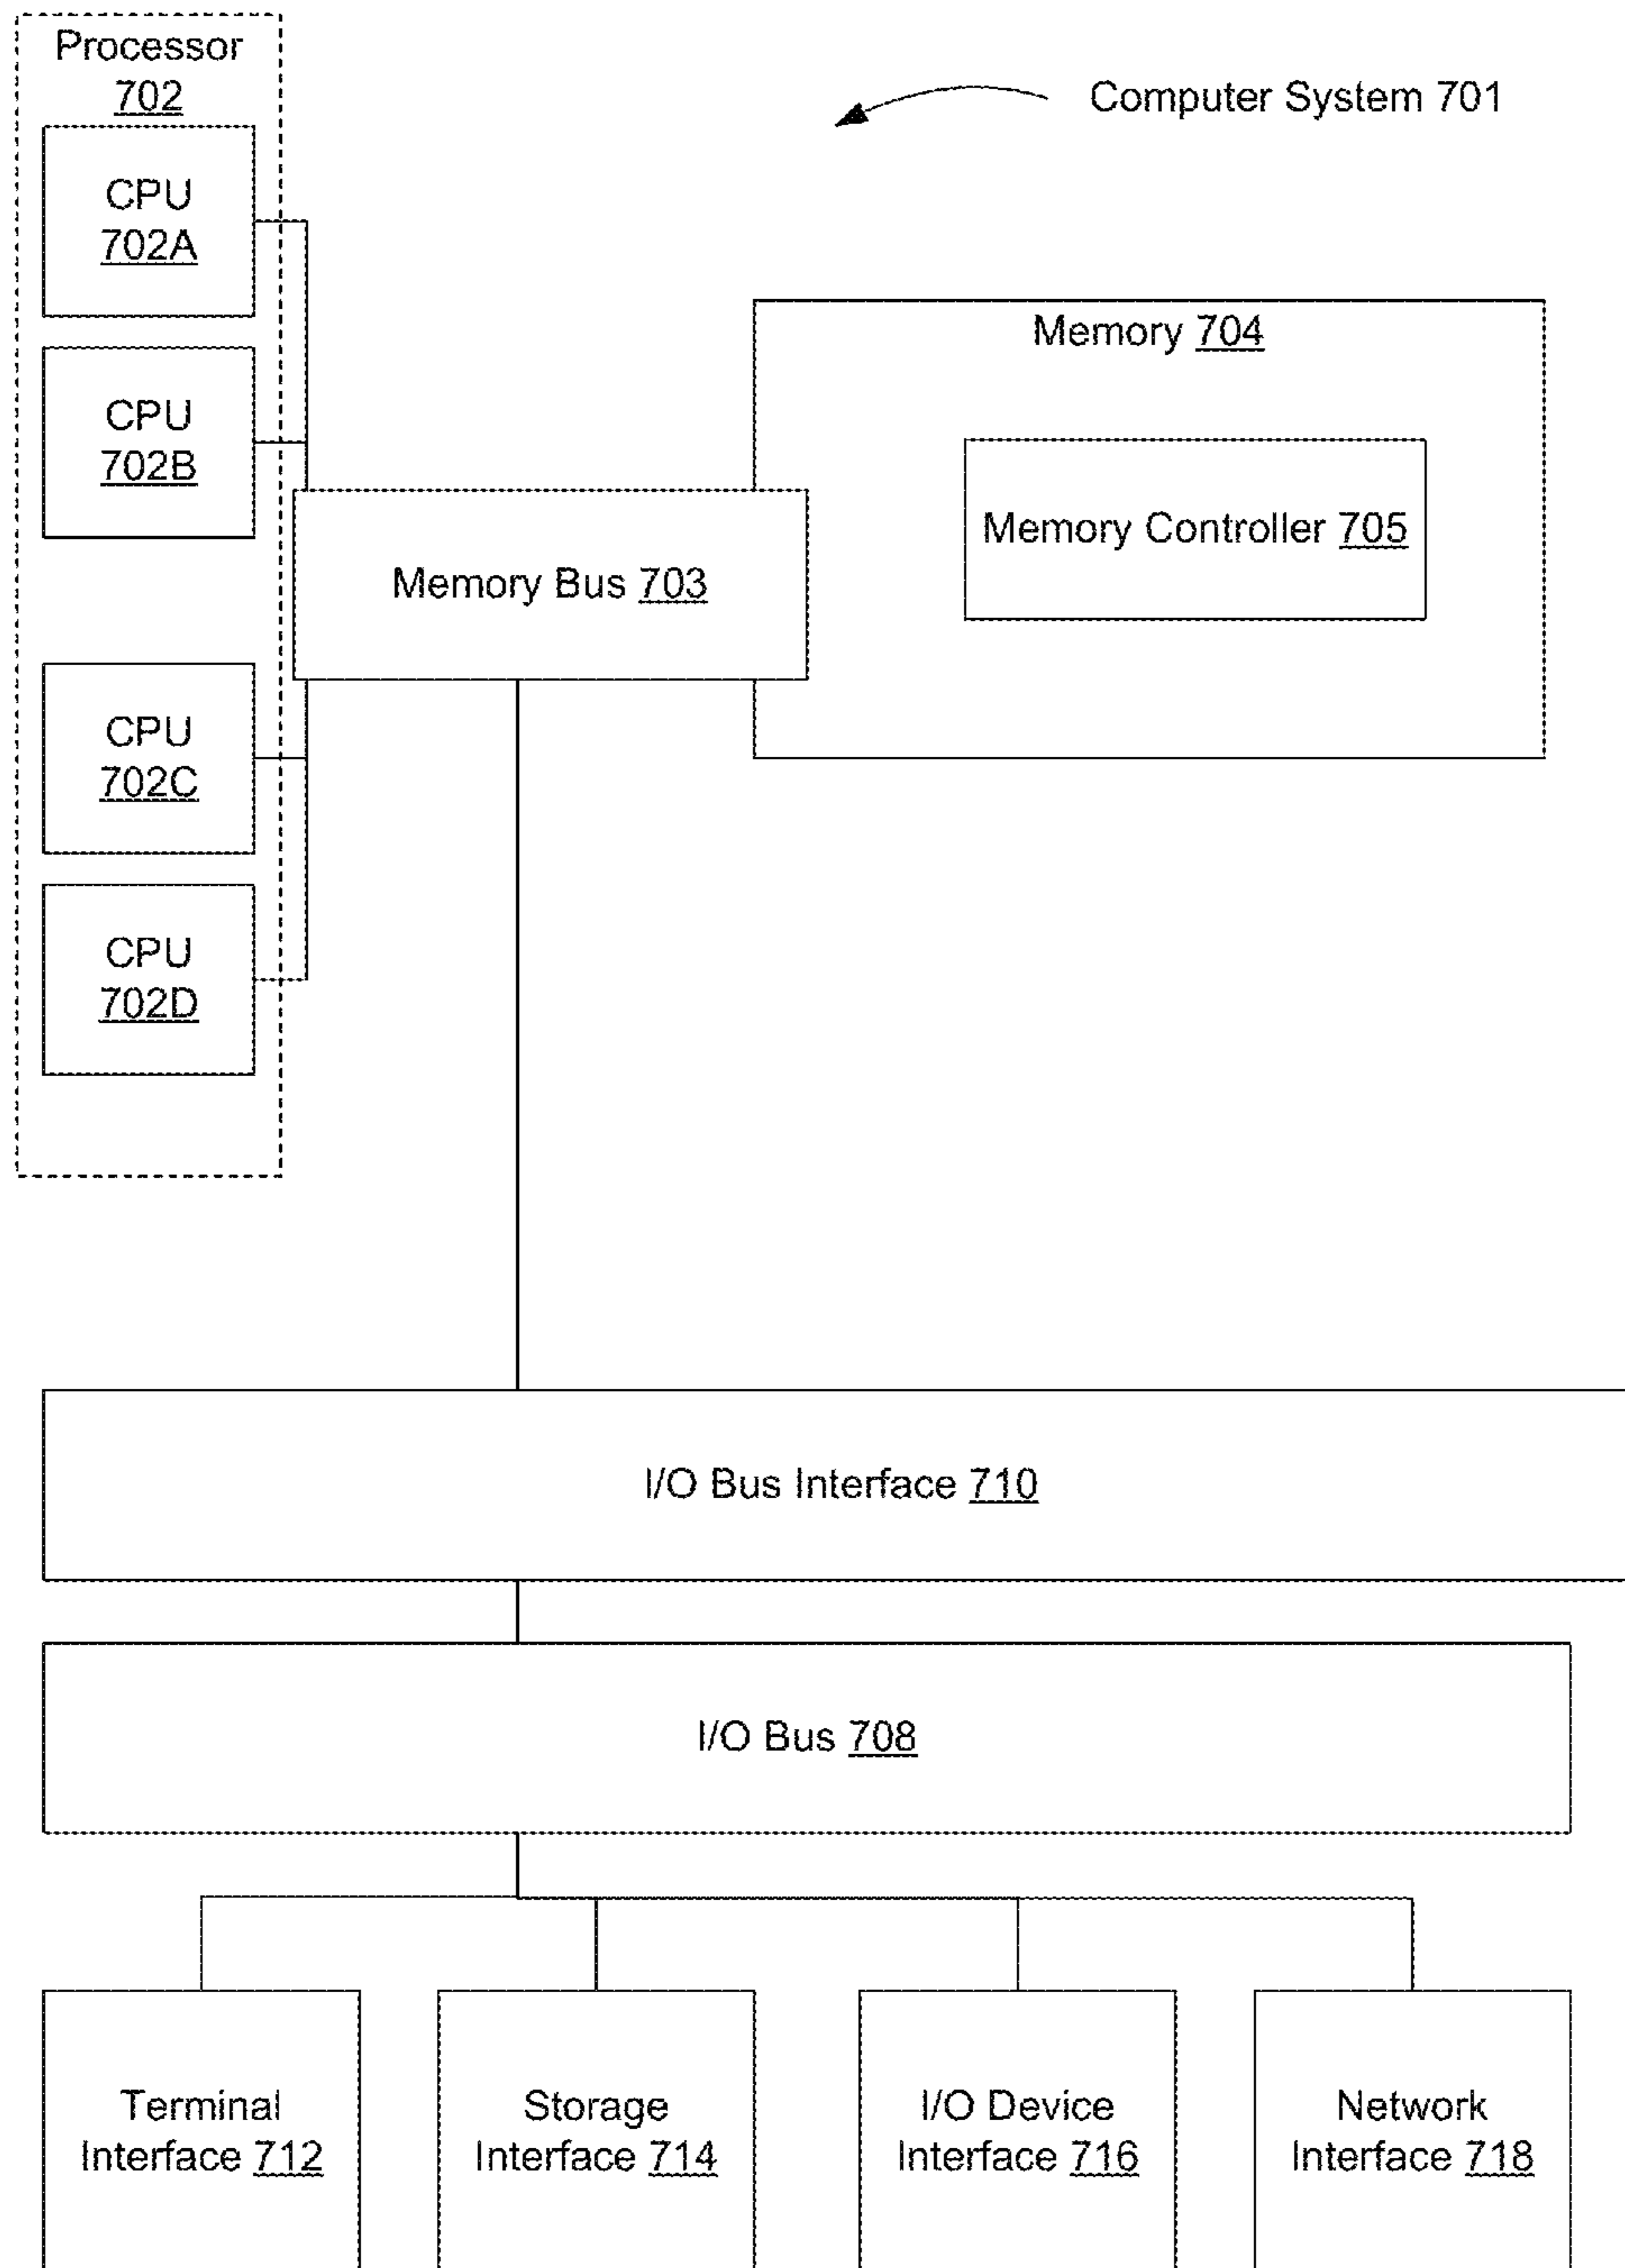 Processor
702
Computer System 701
CPU
702A
Memory 704
CPU
702B
Memory Controller 705
Memory Bus 703
CPU
702C
CPU
702D
I/O Bus Interface 710
I/O Bus 708
Terminal
Interface 712
Storage
Interface 714
I/O Device
Interface 716
Network
Interface 718